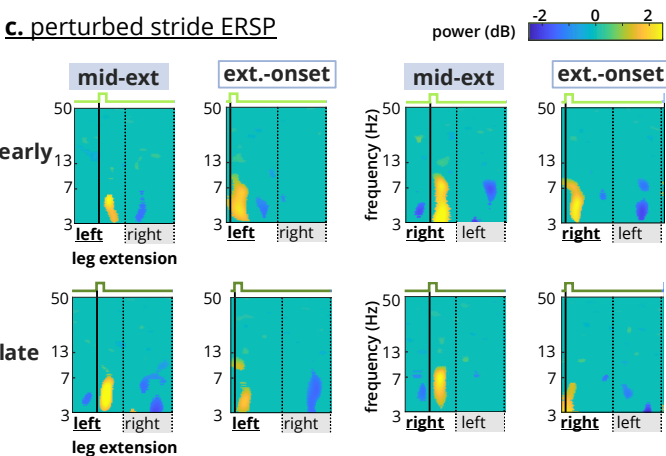 c. perturbed stride ERSP
power (dB)
-2 0 2
mid-ext ext.-onset mid-ext ext.-onset
early
50 50 50 50
13 13 13 13
7 7 7 7
3 3 3 3
frequency (Hz)
left right left right right left right left
leg extension
late
50 50 50 50
13 13 13 13
7 7 7 7
3 3 3 3
frequency (Hz)
left right left right right left right left
leg extension